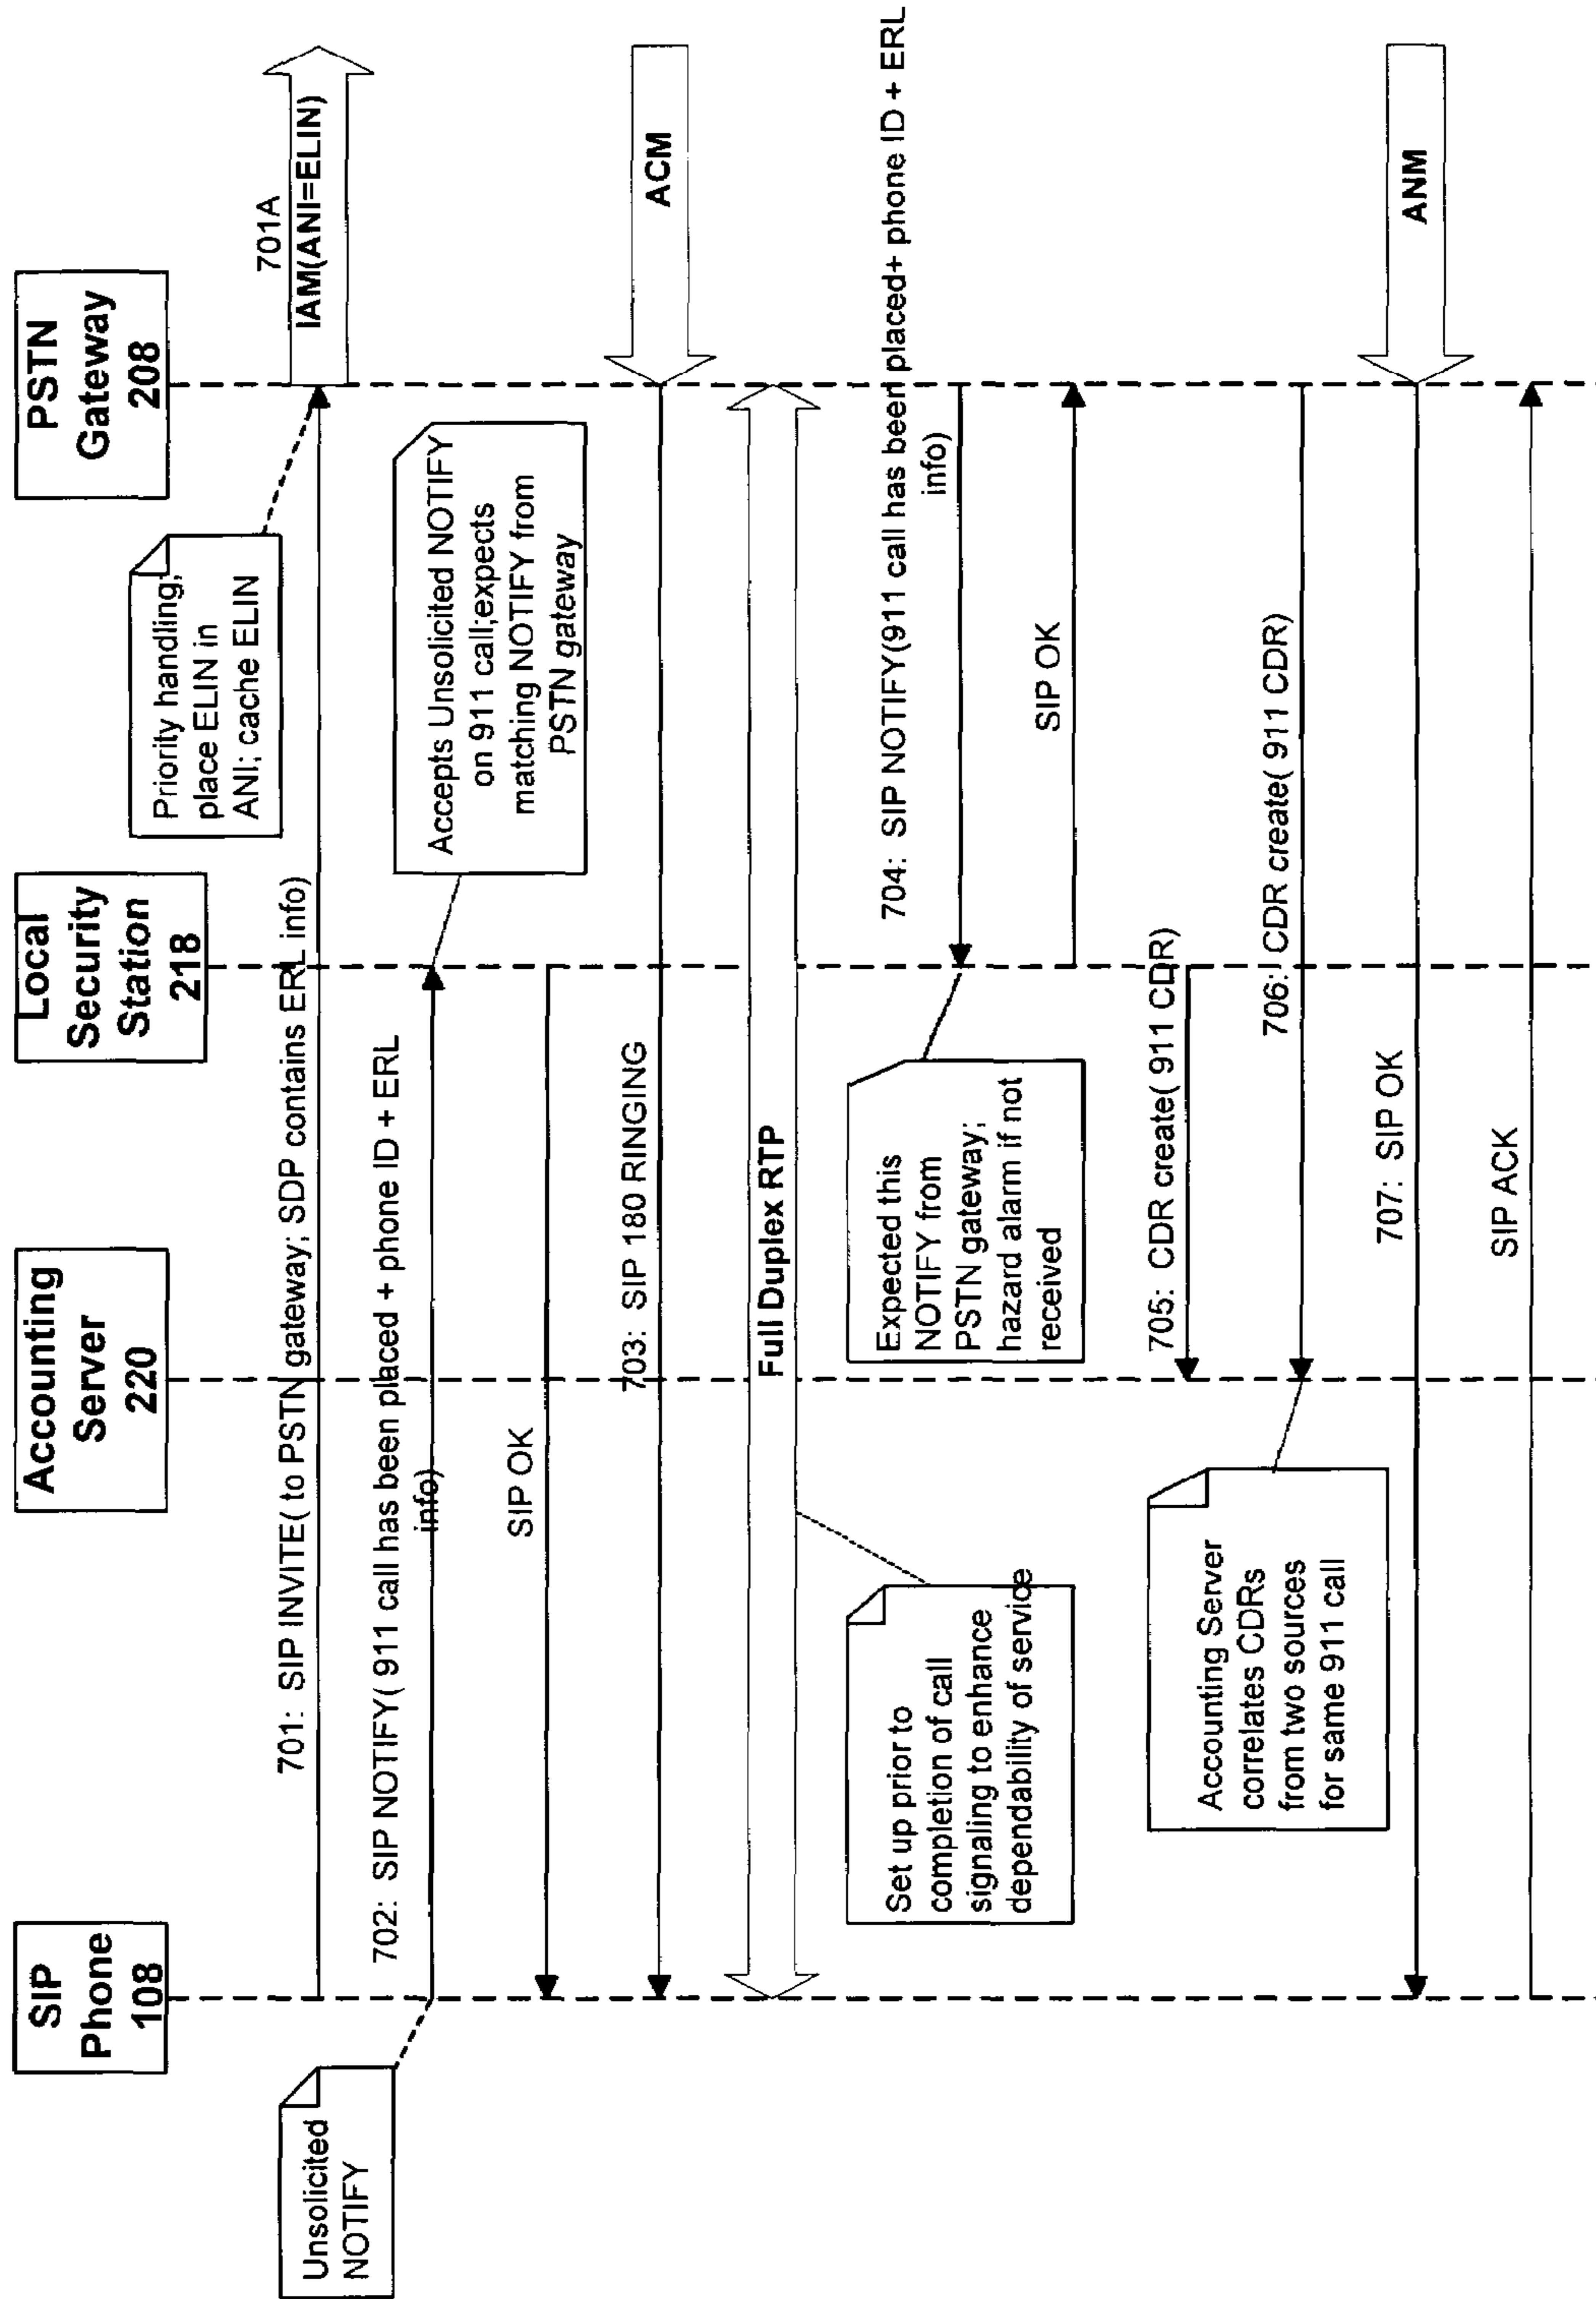 SIP
Phone
108
Accounting
Server
220
Local
Security
Station
218
PSTN
Gateway
208
701: SIP INVITE( to PSTN gateway; SDP contains ERL info)
Priority handling;
place ELIN in
ANI; cache ELIN
701A
IAM(ANI=ELIN)
Unsolicited
NOTIFY
702: SIP NOTIFY( 911 call has been placed + phone ID + ERL
info)
Accepts Unsolicited NOTIFY
on 911 call;expects
matching NOTIFY from
PSTN gateway
SIP OK
703: SIP 180 RINGING
ACM
Full Duplex RTP
Set up prior to
completion of call
signaling to enhance
dependability of service
Expected this
NOTIFY from
PSTN gateway;
hazard alarm if not
received
704: SIP NOTIFY(911 call has been placed+ phone ID + ERL
info)
SIP OK
705: CDR create( 911 CDR)
706: CDR create( 911 CDR)
Accounting Server
correlates CDRs
from two sources
for same 911 call
707: SIP OK
ANM
SIP ACK